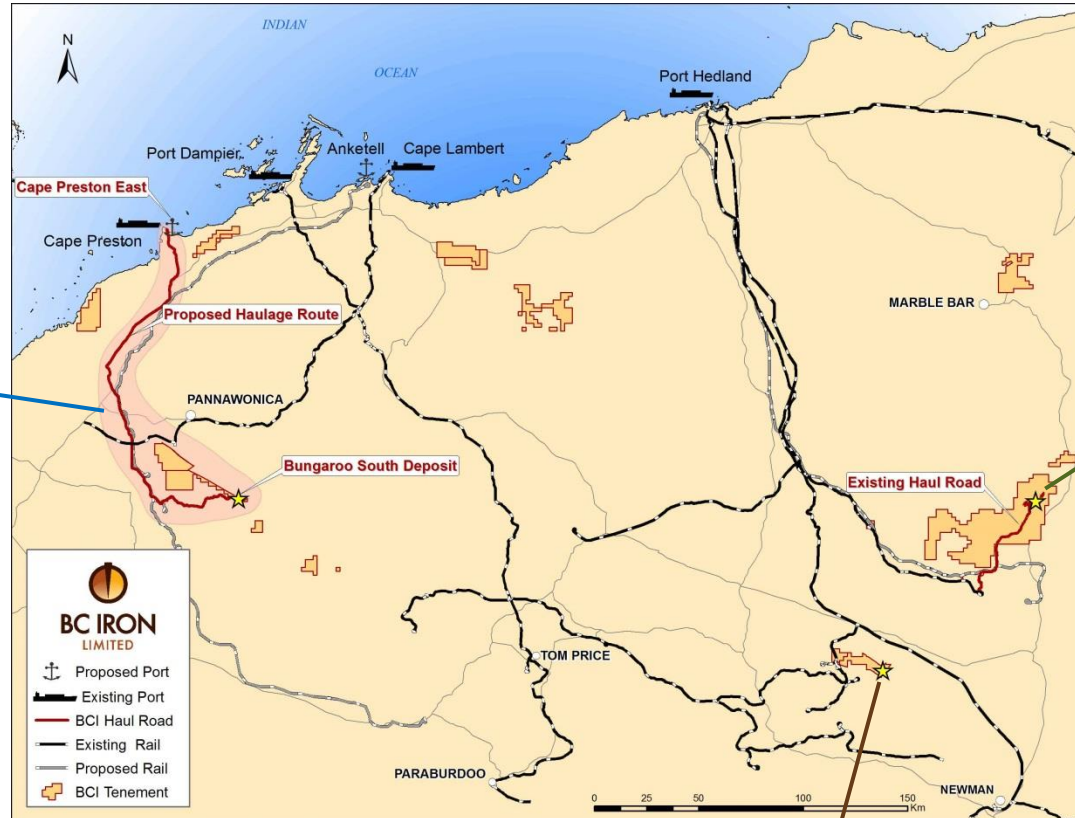 INDIAN
OCEAN
N
Port Hedland
Port Dampier
Anketell
Cape Lambert
Cape Preston East
Cape Preston
MARBLE BAR
Proposed Haulage Route
PANNAWONICA
Bungaroo South Deposit
Existing Haul Road
BC IRON
LIMITED
Proposed Port
Existing Port
BCI Haul Road
Existing Rail
Proposed Rail
BCI Tenement
TOM PRICE
PARABURDOO
NEWMAN
0 25 50 100 150
Km